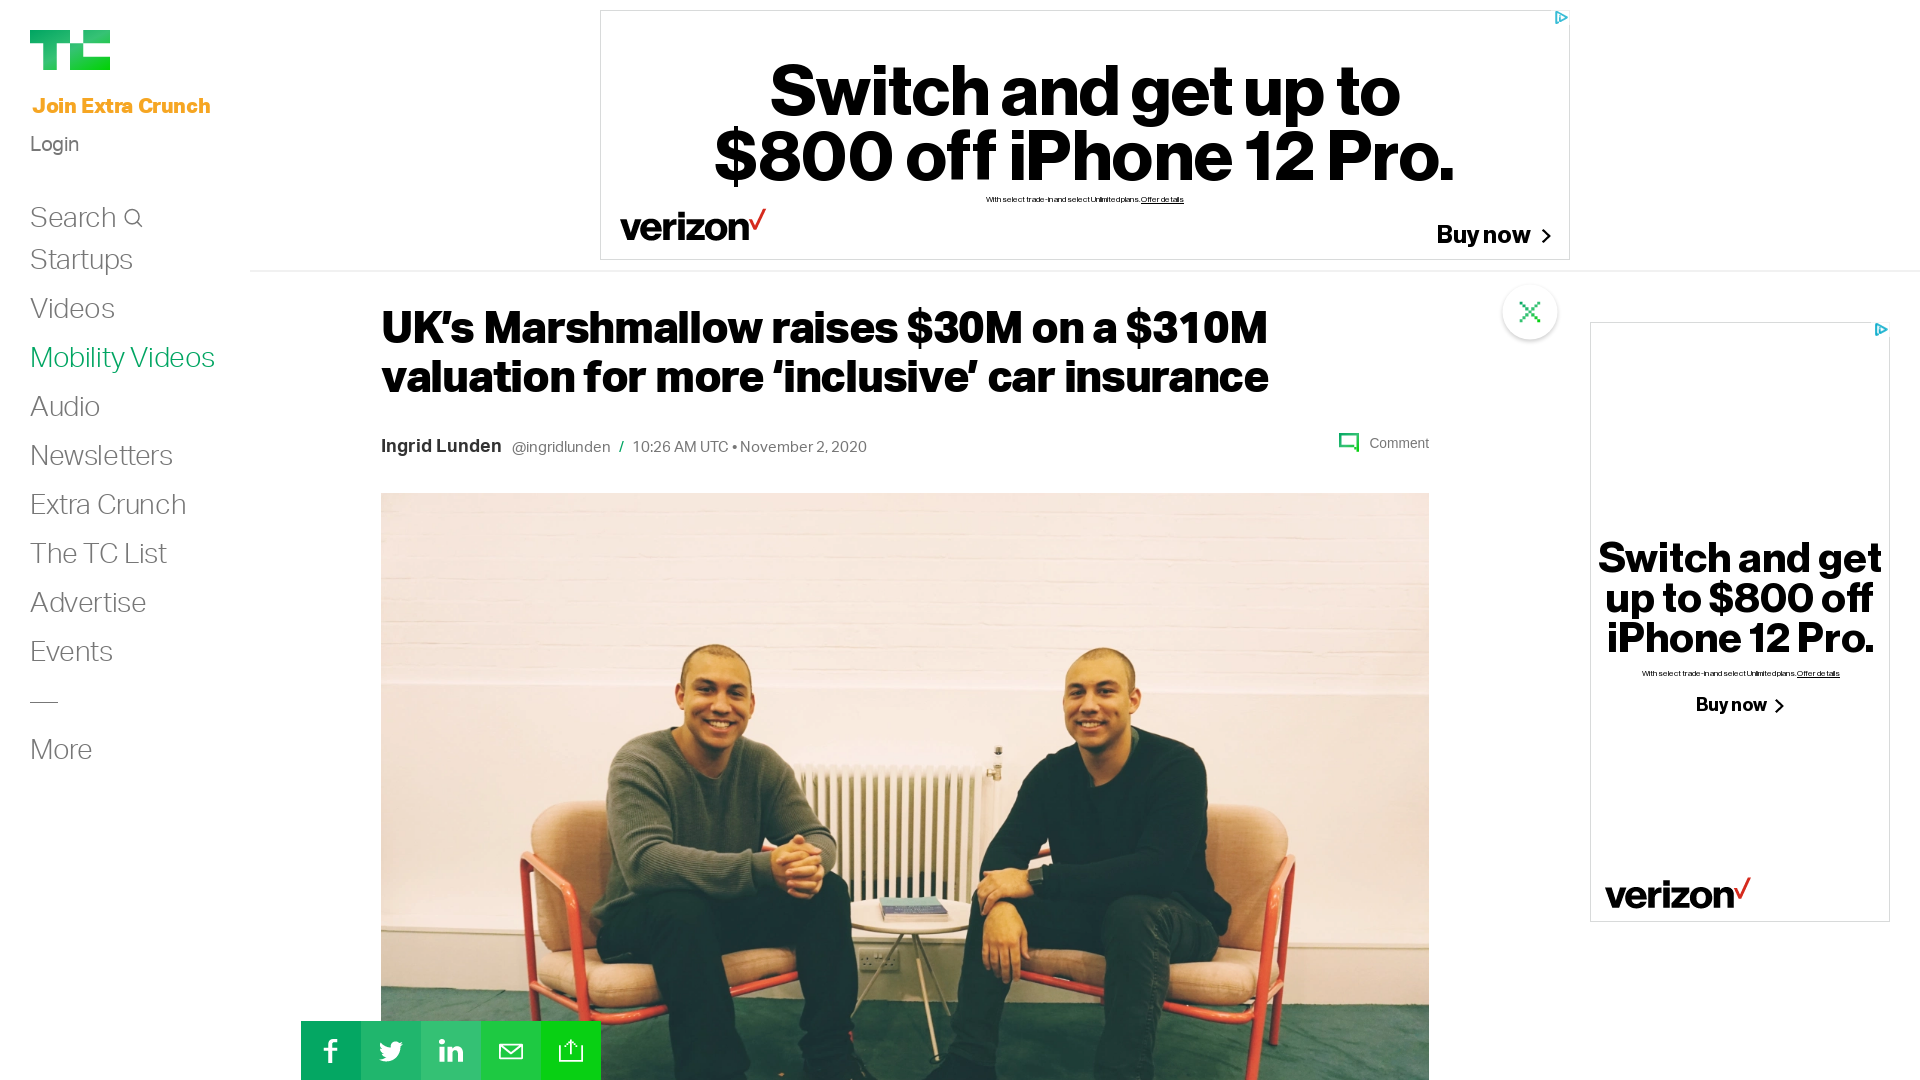 TC
Join Extra Crunch
Login
Search
Startups
Videos
Mobility Videos
Audio
Newsletters
Extra Crunch
The TC List
Advertise
Events
More
Switch and get up to
$800 off iPhone 12 Pro.
With select trade-in and select Unlimited plans. Offer details
verizon
Buy now
UK’s Marshmallow raises $30M on a $310M
valuation for more ‘inclusive’ car insurance
Ingrid Lunden @ingridlunden / 10:26 AM UTC • November 2, 2020
Comment
Switch and get
up to $800 off
iPhone 12 Pro.
With select trade-in and select Unlimited plans. Offer details
Buy now
verizon